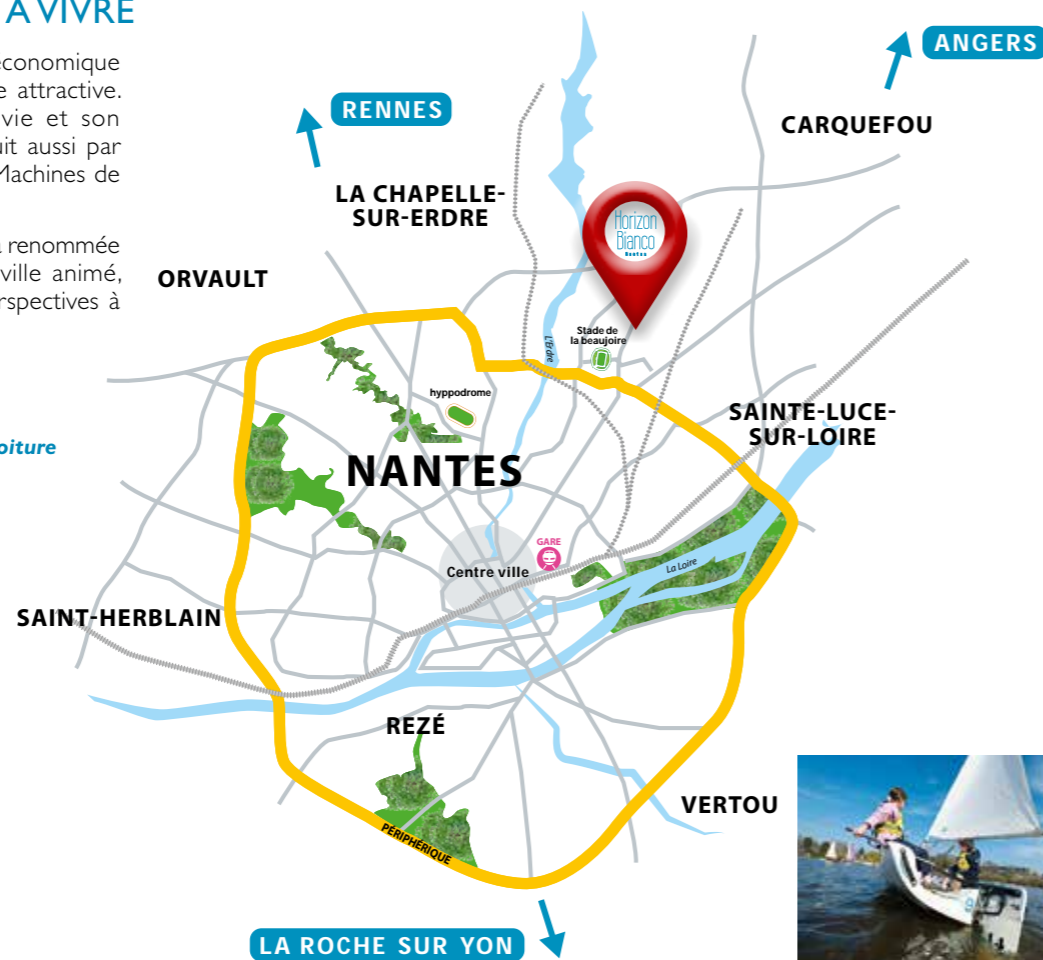 A VIVRE
économique
e attractive.
vie et son
uit aussi par
Machines de
a renommée
ville animé,
rspectives à
oiture
RENNES
ANGERS
CARQUEFOU
LA CHAPELLE-
SUR-ERDRE
Horizon
Bianco
Nantes
ORVAULT
Stade de
la beaujoire
L'Erdre
hyppodrome
SAINTE-LUCE-
SUR-LOIRE
NANTES
GARE
Centre ville
La Loire
SAINT-HERBLAIN
REZÉ
VERTOU
PÉRIPHÉRIQUE
LA ROCHE SUR YON